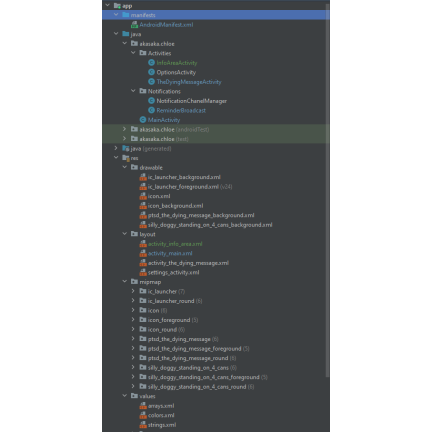 app
manifests
AndroidManifest.xml
java
akasaka.chloe
Activities
InfoAreaActivity
OptionsActivity
TheDyingMessageActivity
Notifications
NotificationChanelManager
ReminderBroadcast
MainActivity
akasaka.chloe (androidTest)
akasaka.chloe (test)
java (generated)
res
drawable
ic_launcher_background.xml
ic_launcher_foreground.xml (v24)
icon.xml
icon_background.xml
ptsd_the_dying_message_background.xml
silly_doggy_standing_on_4_cans_background.xml
layout
activity_info_area.xml
activity_main.xml
activity_the_dying_message.xml
settings_activity.xml
mipmap
ic_launcher (7)
ic_launcher_round (6)
icon (6)
icon_foreground (5)
icon_round (6)
ptsd_the_dying_message (6)
ptsd_the_dying_message_foreground (5)
ptsd_the_dying_message_round (6)
silly_doggy_standing_on_4_cans (6)
silly_doggy_standing_on_4_cans_foreground (5)
silly_doggy_standing_on_4_cans_round (6)
values
arrays.xml
colors.xml
strings.xml